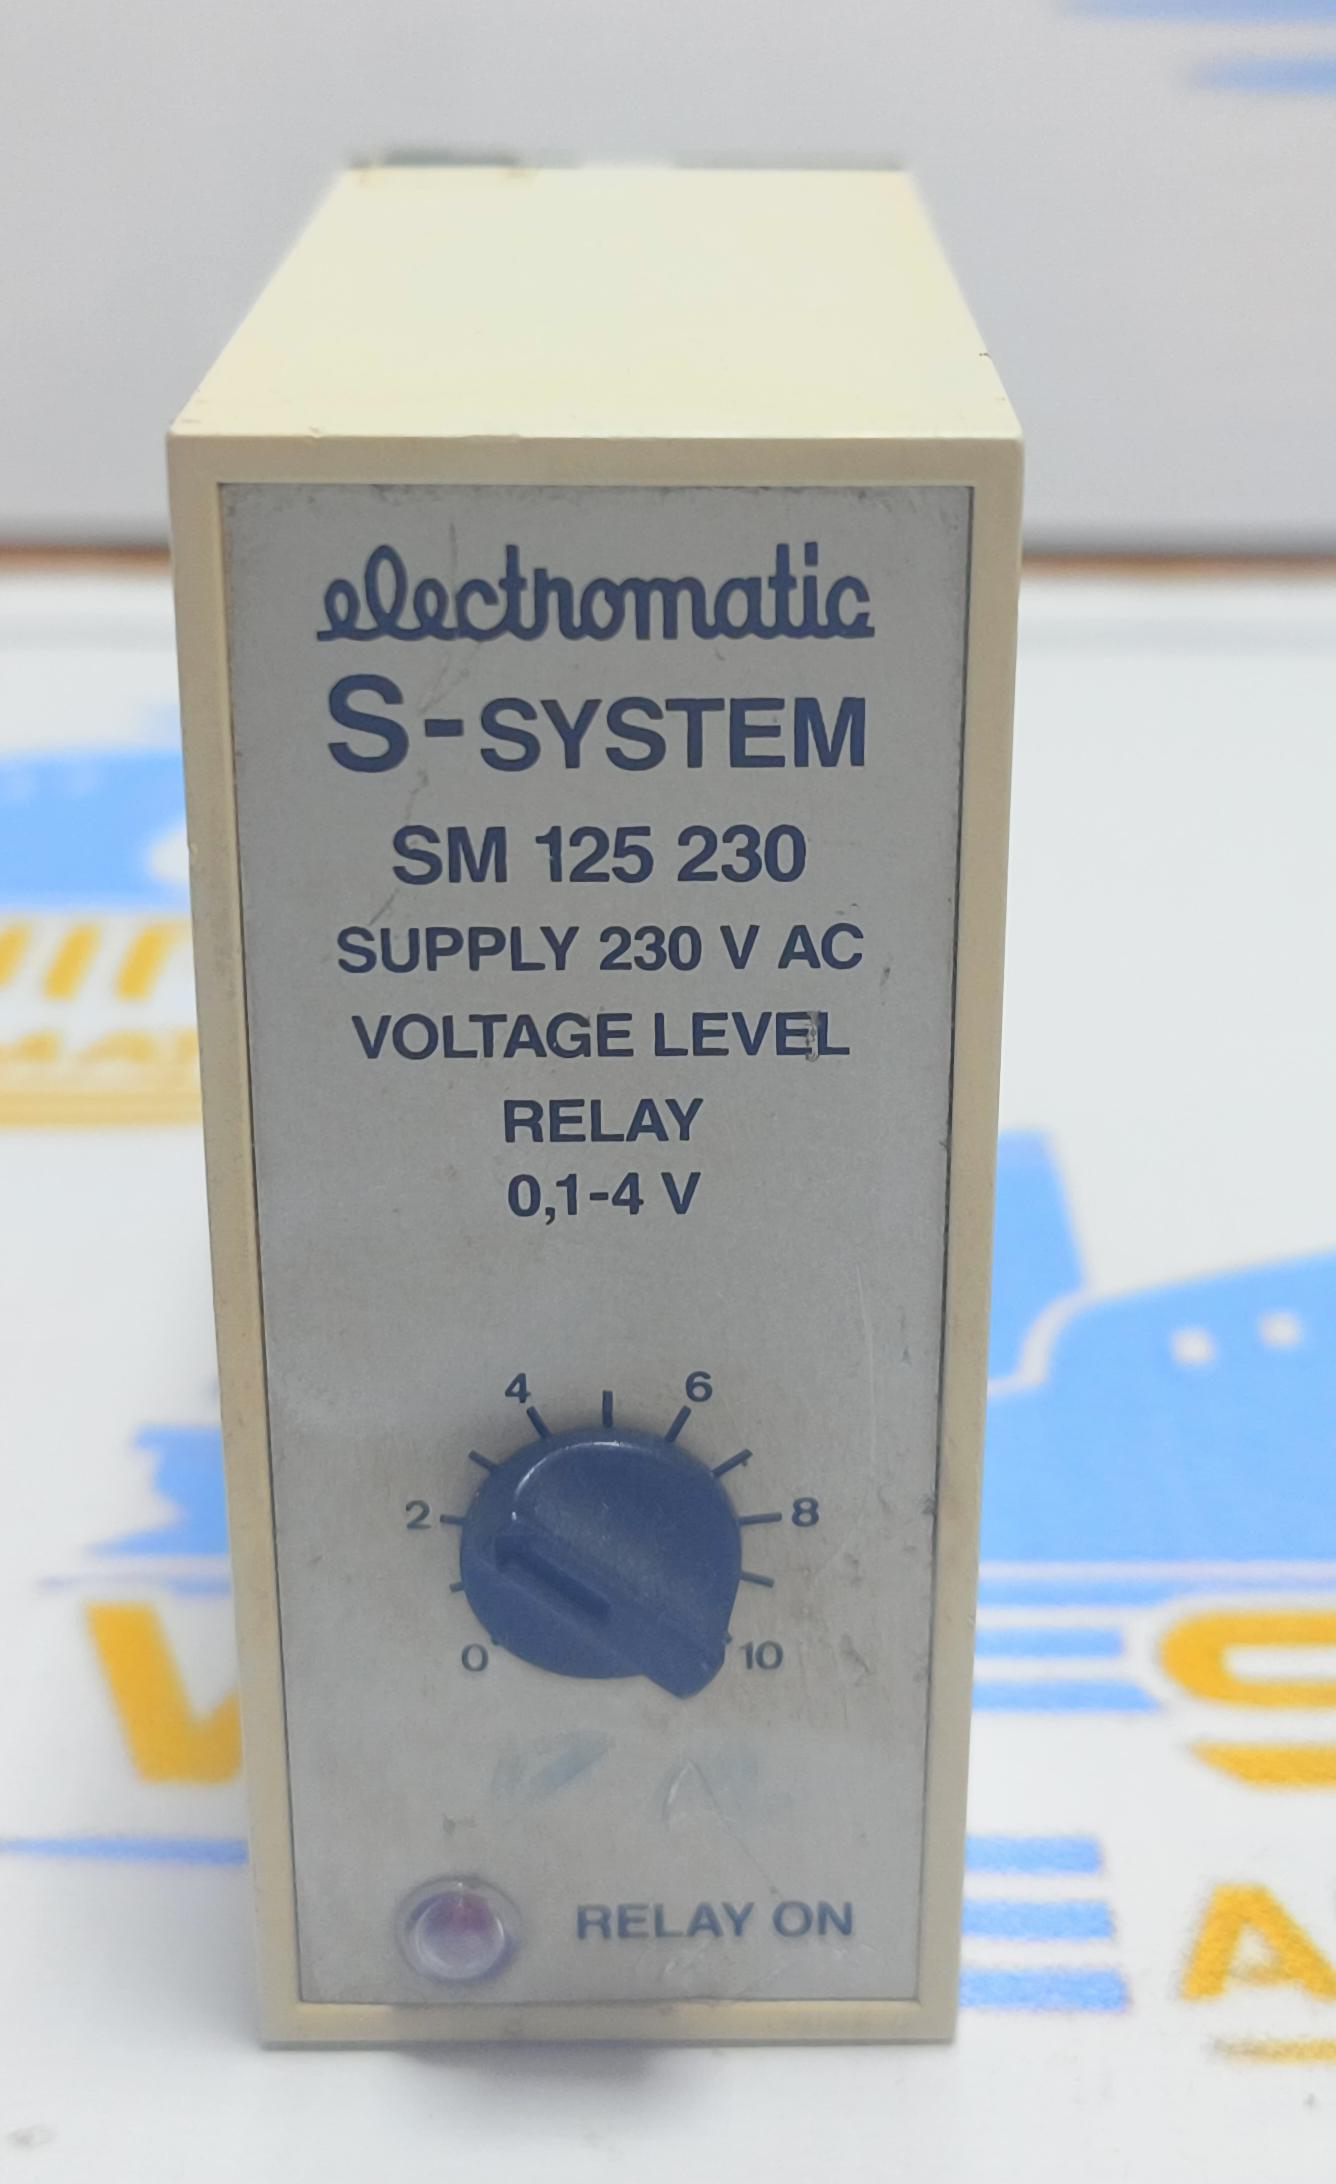 electromatic
S-SYSTEM
SM 125 230
SUPPLY 230 V AC
VOLTAGE LEVEL
RELAY
0,1-4 V
4 6
2 8
0 10
RELAY ON